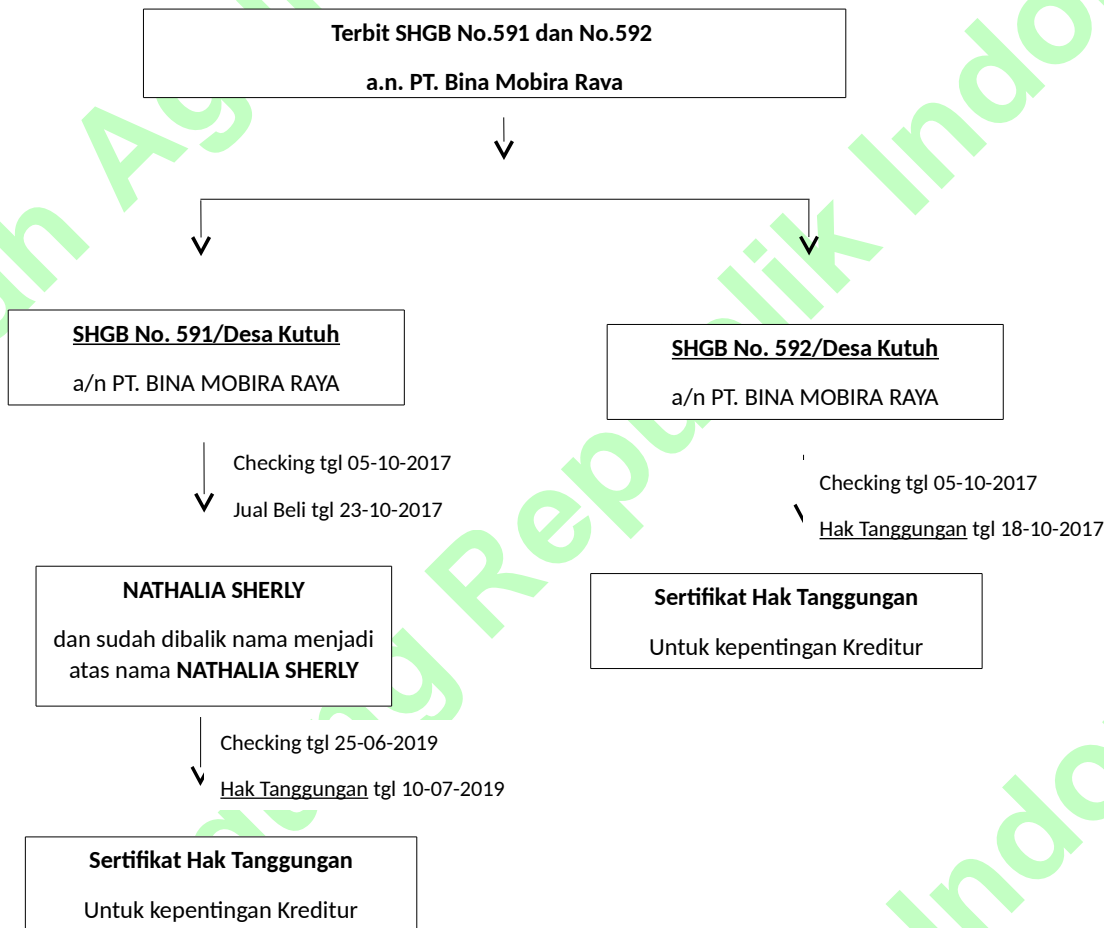 Terbit SHGB No.591 dan No.592
a.n. PT. Bina Mobira Raya
SHGB No. 591/Desa Kutuh
a/n PT. BINA MOBIRA RAYA
SHGB No. 592/Desa Kutuh
a/n PT. BINA MOBIRA RAYA
Checking tgl 05-10-2017
Jual Beli tgl 23-10-2017
Checking tgl 05-10-2017
Hak Tanggungan tgl 18-10-2017
NATHALIA SHERLY
dan sudah dibalik nama menjadi
atas nama NATHALIA SHERLY
Sertifikat Hak Tanggungan
Untuk kepentingan Kreditur
Checking tgl 25-06-2019
Hak Tanggungan tgl 10-07-2019
Sertifikat Hak Tanggungan
Untuk kepentingan Kreditur